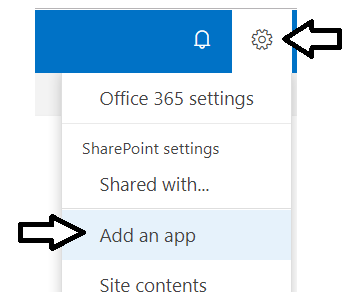 Office 365 settings
SharePoint settings
Shared with...
Add an app
Site contents